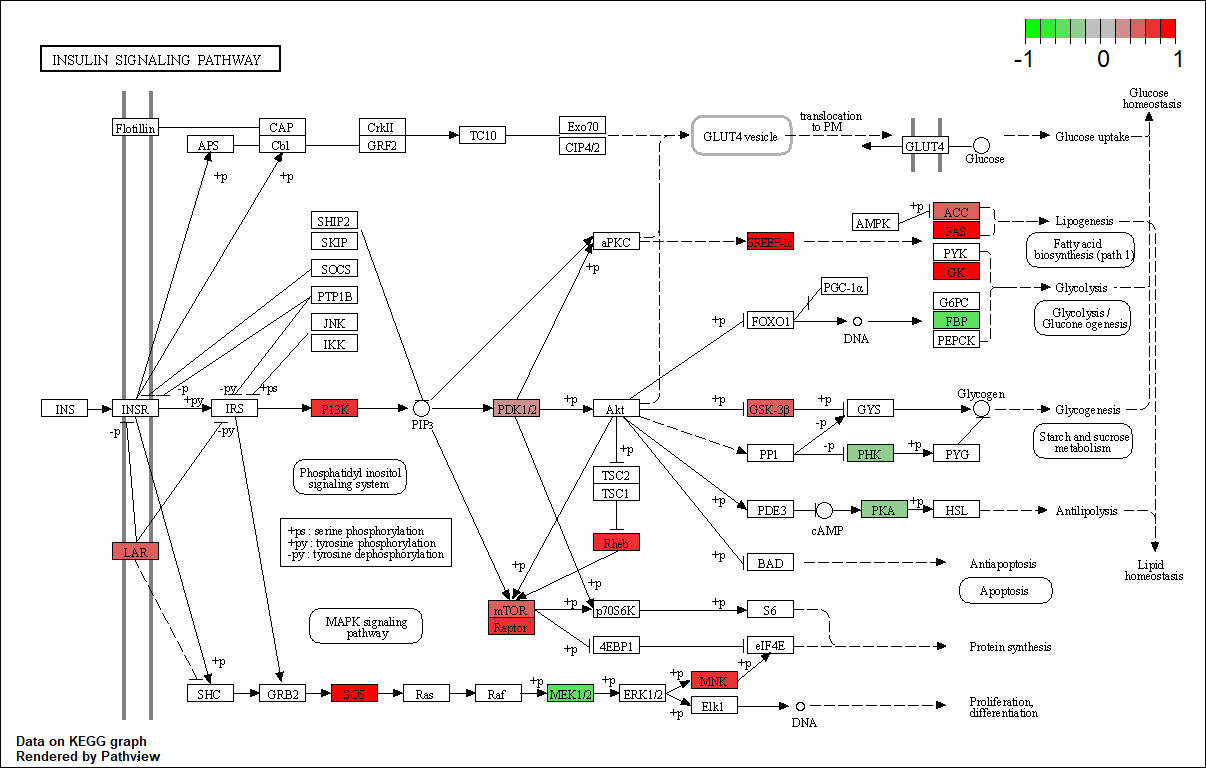 INSULIN SIGNALING PATHWAY
-1 0 1
Glucose
homeostasis
Flotillin
CAP
Cbl
APS
CrkII
GRF2
TC10
Exo70
CIP4/2
GLUT4 vesicle
translocation
to PM
GLUT4
Glucose
Glucose uptake
+p
+p
SHIP2
SKIP
SOCS
PTP1B
JNK
IKK
aPKC
+p
SREBP-1c
AMPK
+p
ACC
FAS
PYK
GK
G6PC
FBP
PEPCK
Lipogenesis
Fatty acid
biosynthesis (path 1)
Glycolysis
Glycolysis /
Glucone ogenesis
PGC-1α
+p
FOXO1
DNA
INS
INSR
-p
+py
-py
+ps
IRS
P13K
PIP3
PDK1/2
+p
Akt
+p
GSK-3β
+p
GYS
Glycogen
Glycogenesis
-p
-py
-p
PP1
-p
PHK
+p
PYG
Starch and sucrose
metabolism
Phosphatidyl inositol
signaling system
+p
TSC2
TSC1
+p
PDE3
cAMP
PKA
+p
HSL
Antilipolysis
+ps : serine phosphorylation
+py : tyrosine phosphorylation
-py : tyrosine dephosphorylation
LAR
Rheb
+p
+p
BAD
Antiapoptosis
Apoptosis
Lipid
homeostasis
+p
mTOR
Raptor
+p
p70S6K
+p
S6
+p
4EBP1
eIF4E
Protein synthesis
MAPK signaling
pathway
+p
SHC
GRB2
SOS
Ras
Raf
+p
MEK1/2
+p
ERK1/2
+p
MNK
+p
+p
Elk1
DNA
Proliferation,
differentiation
Data on KEGG graph
Rendered by Pathview